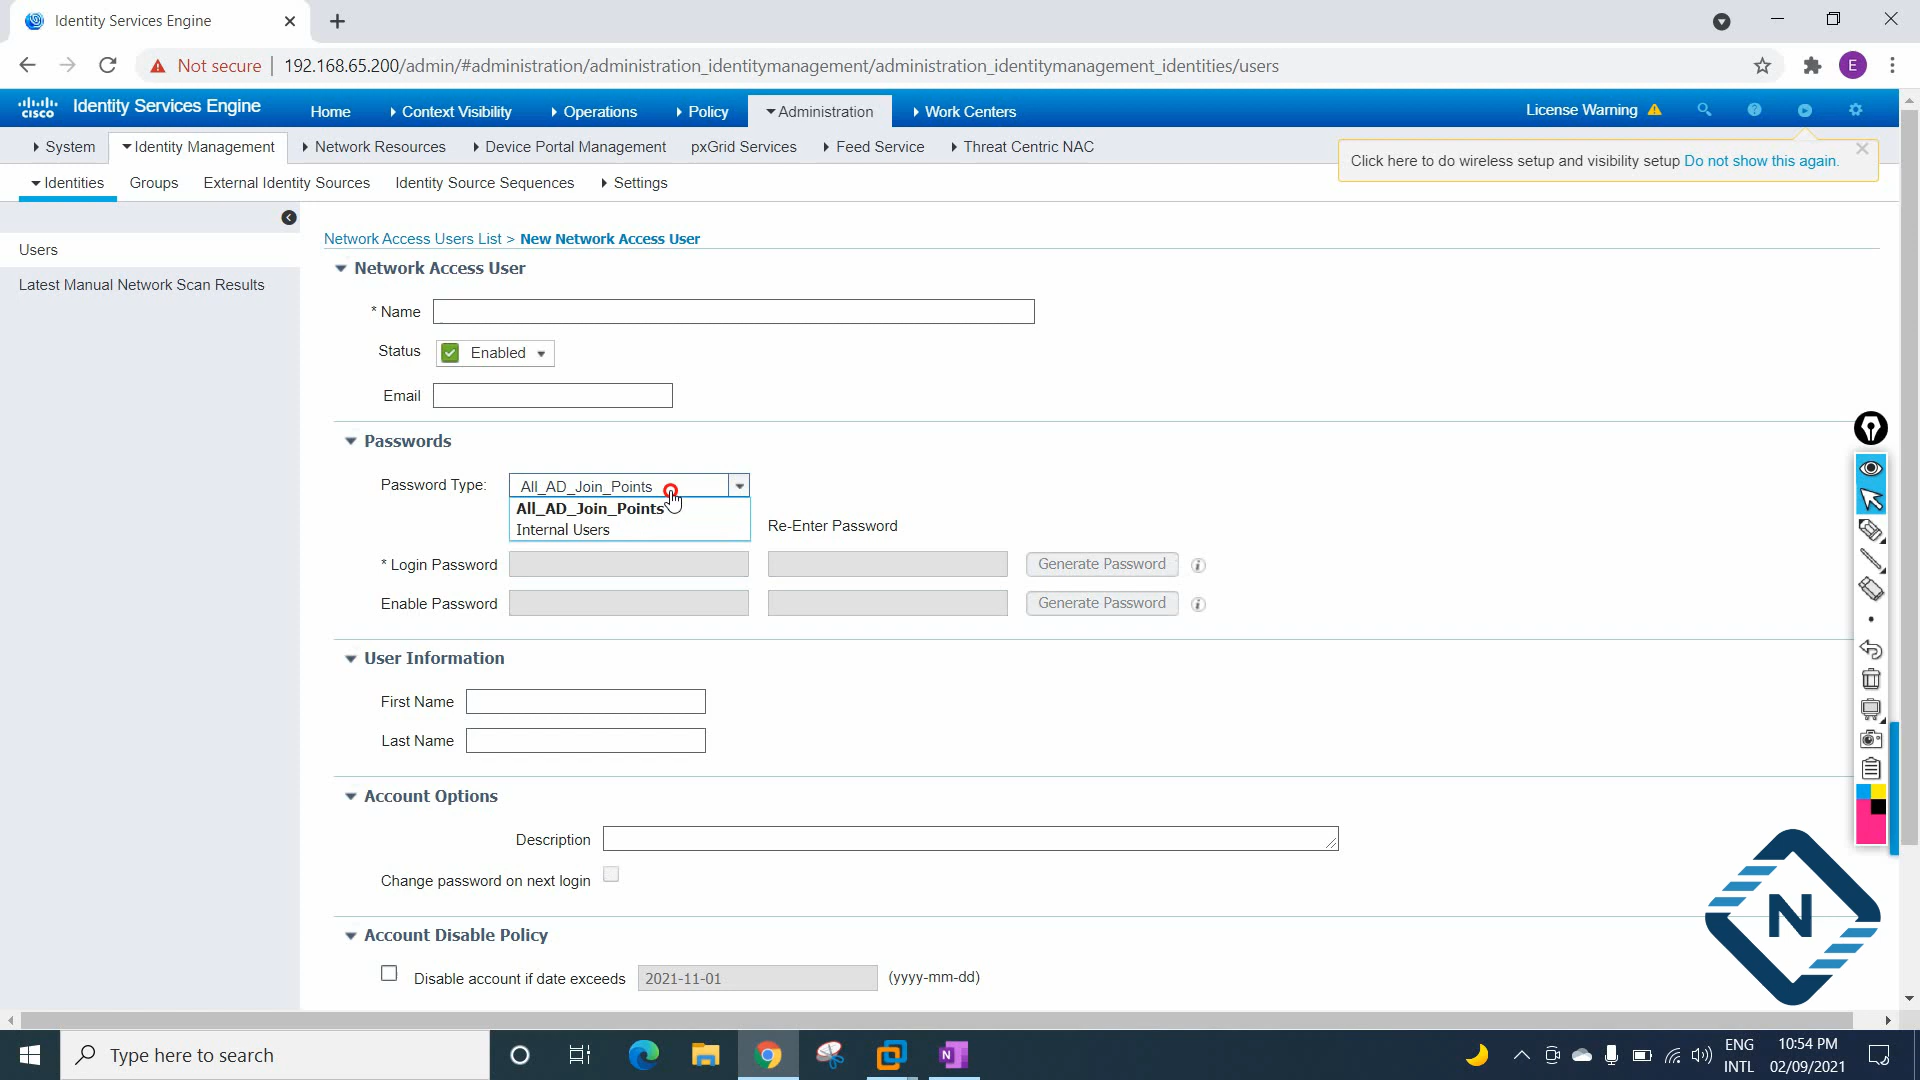 Identity Services Engine
Not secure
192.168.65.200/admin/#administration/administration_identitymanagement/administration_identitymanagement_identities/users
E
cisco
Identity Services Engine
Home
Context Visibility
Operations
Policy
Administration
Work Centers
License Warning
System
Identity Management
Network Resources
Device Portal Management
pxGrid Services
Feed Service
Threat Centric NAC
Click here to do wireless setup and visibility setup Do not show this again.
Identities
Groups
External Identity Sources
Identity Source Sequences
Settings
Users
Latest Manual Network Scan Results
Network Access Users List > New Network Access User
Network Access User
* Name
Status
Enabled
Email
Passwords
Password Type:
All_AD_Join_Points
All_AD_Join_Points
Internal Users
Re-Enter Password
* Login Password
Generate Password
i
Enable Password
Generate Password
i
User Information
First Name
Last Name
Account Options
Description
Change password on next login
Account Disable Policy
Disable account if date exceeds
2021-11-01
(yyyy-mm-dd)
N
Type here to search
N
ENG
INTL
10:54 PM
02/09/2021